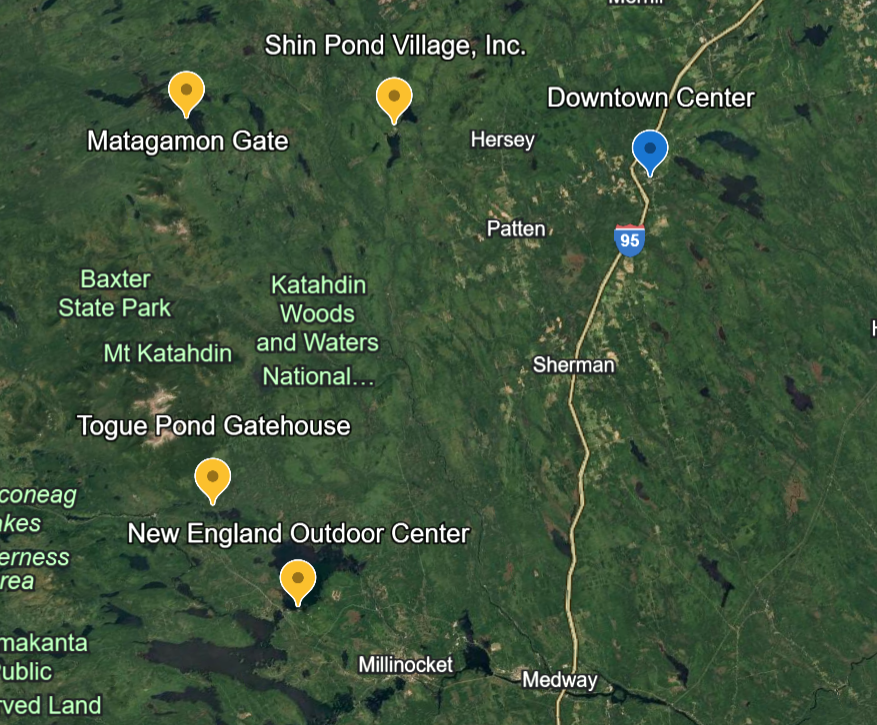 Shin Pond Village, Inc.
Downtown Center
Matagamon Gate
Hersey
Patten
95
Baxter
State Park
Katahdin
Woods
and Waters
National...
Mt Katahdin
Sherman
Togue Pond Gatehouse
New England Outdoor Center
Millinocket
Medway